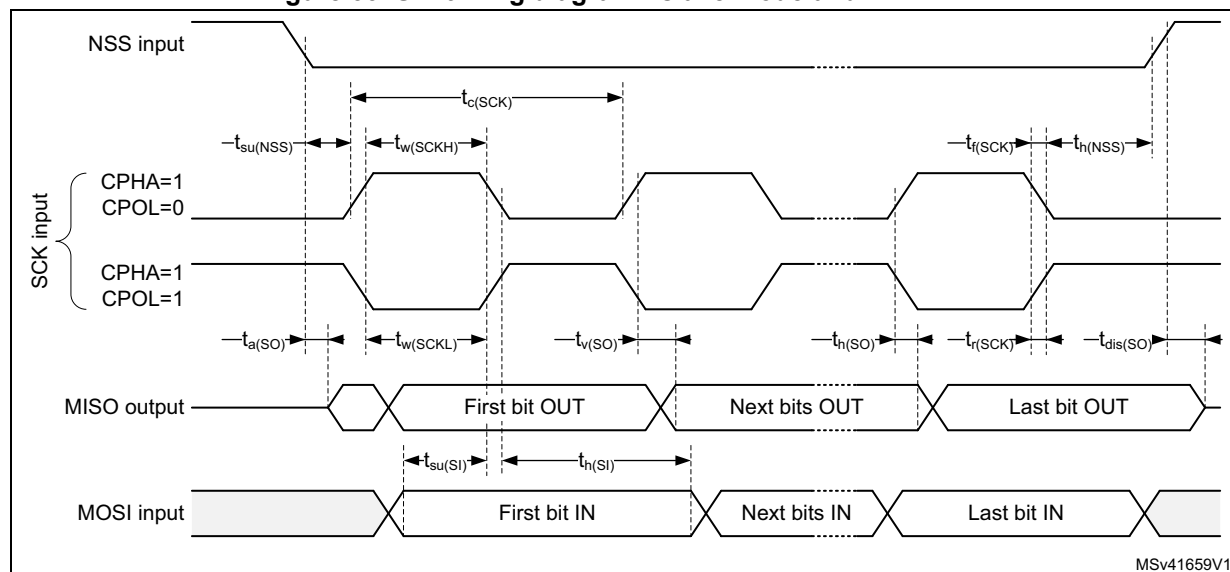 NSS input
tc(SCK)
tsu(NSS) tw(SCKH) tf(SCK) th(NSS)
SCK input
CPHA=1
CPOL=0
CPHA=1
CPOL=1
ta(SO) tw(SCKL) tv(SO) th(SO) tr(SCK) tdis(SO)
MISO output First bit OUT Next bits OUT Last bit OUT
tsu(SI) th(SI)
MOSI input First bit IN Next bits IN Last bit IN
MSv41659V1